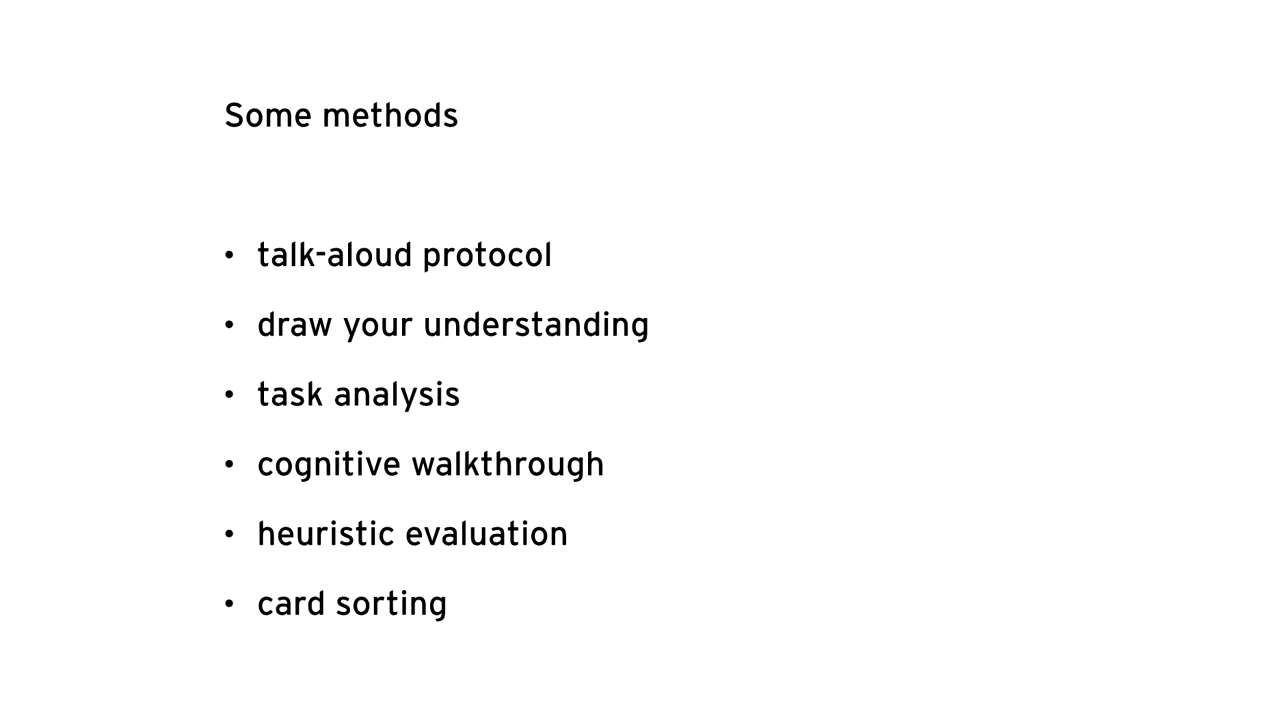 Some methods
• talk-aloud protocol
• draw your understanding
• task analysis
• cognitive walkthrough
• heuristic evaluation
• card sorting